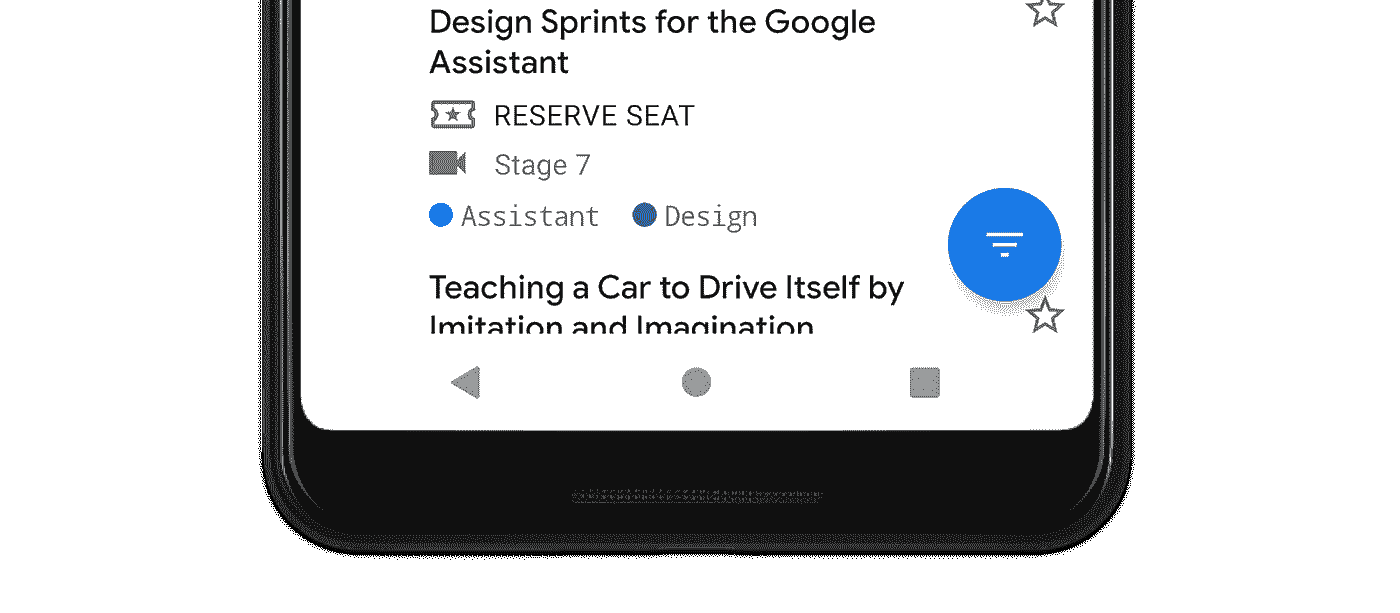 Design Sprints for the Google
Assistant
RESERVE SEAT
Stage 7
Assistant Design
Teaching a Car to Drive Itself by
Imitation and Imagination